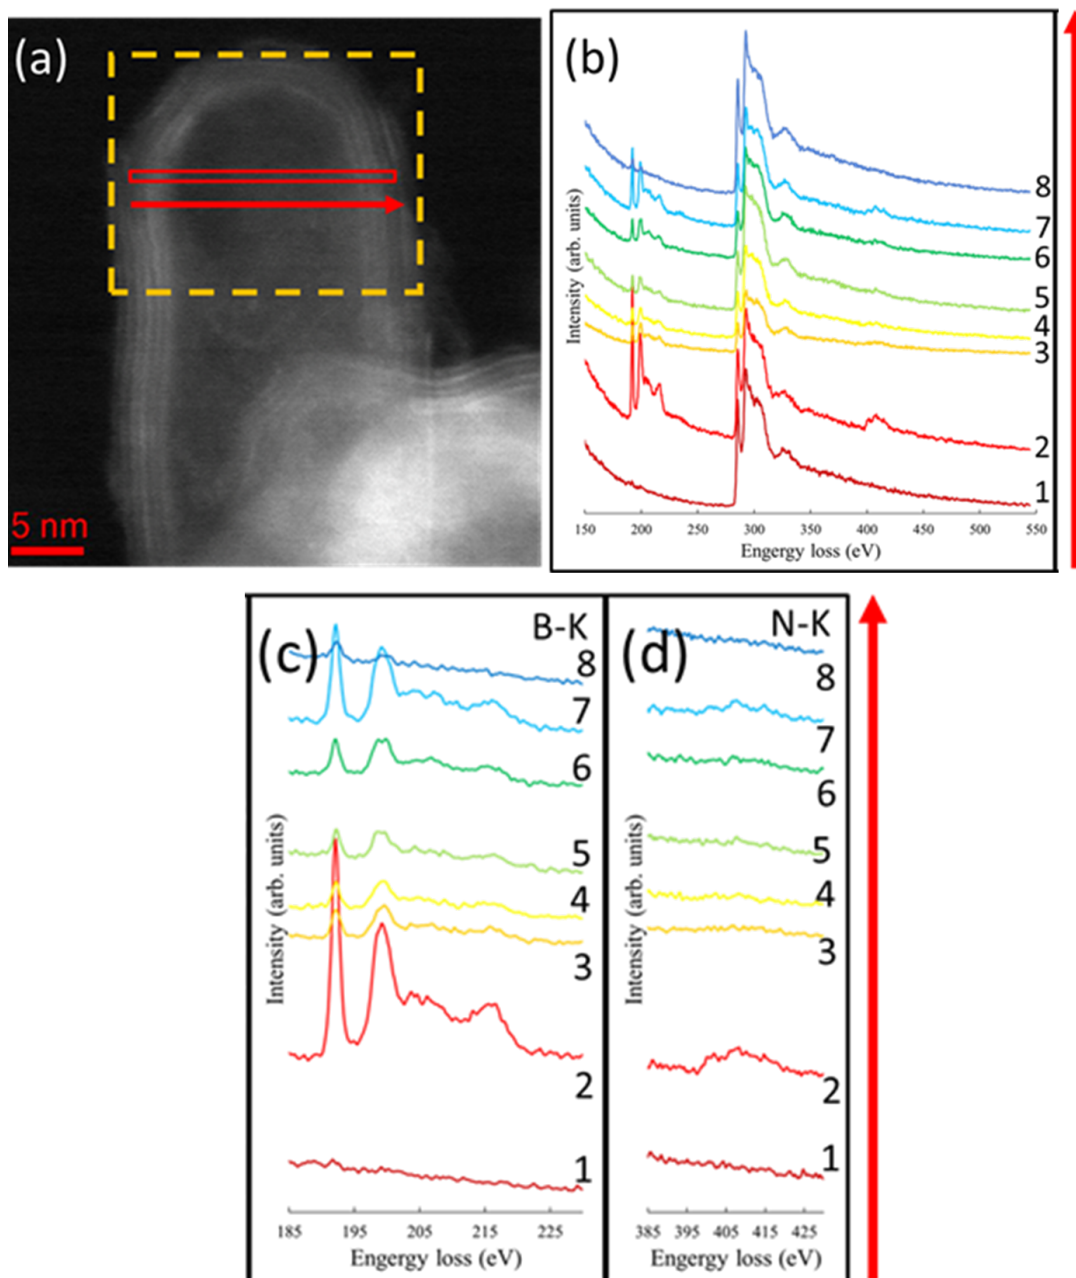 (a)
5 nm
(b)
Intensity (arb. units)
8
7
6
5
4
3
2
1
150 200 250 300 350 400 450 500 550
Engergy loss (eV)
(c)
B-K
Intensity (arb. units)
8
7
6
5
4
3
2
1
185 195 205 215 225
Engergy loss (eV)
(d)
N-K
Intensity (arb. units)
8
7
6
5
4
3
2
1
385 395 405 415 425
Engergy loss (eV)